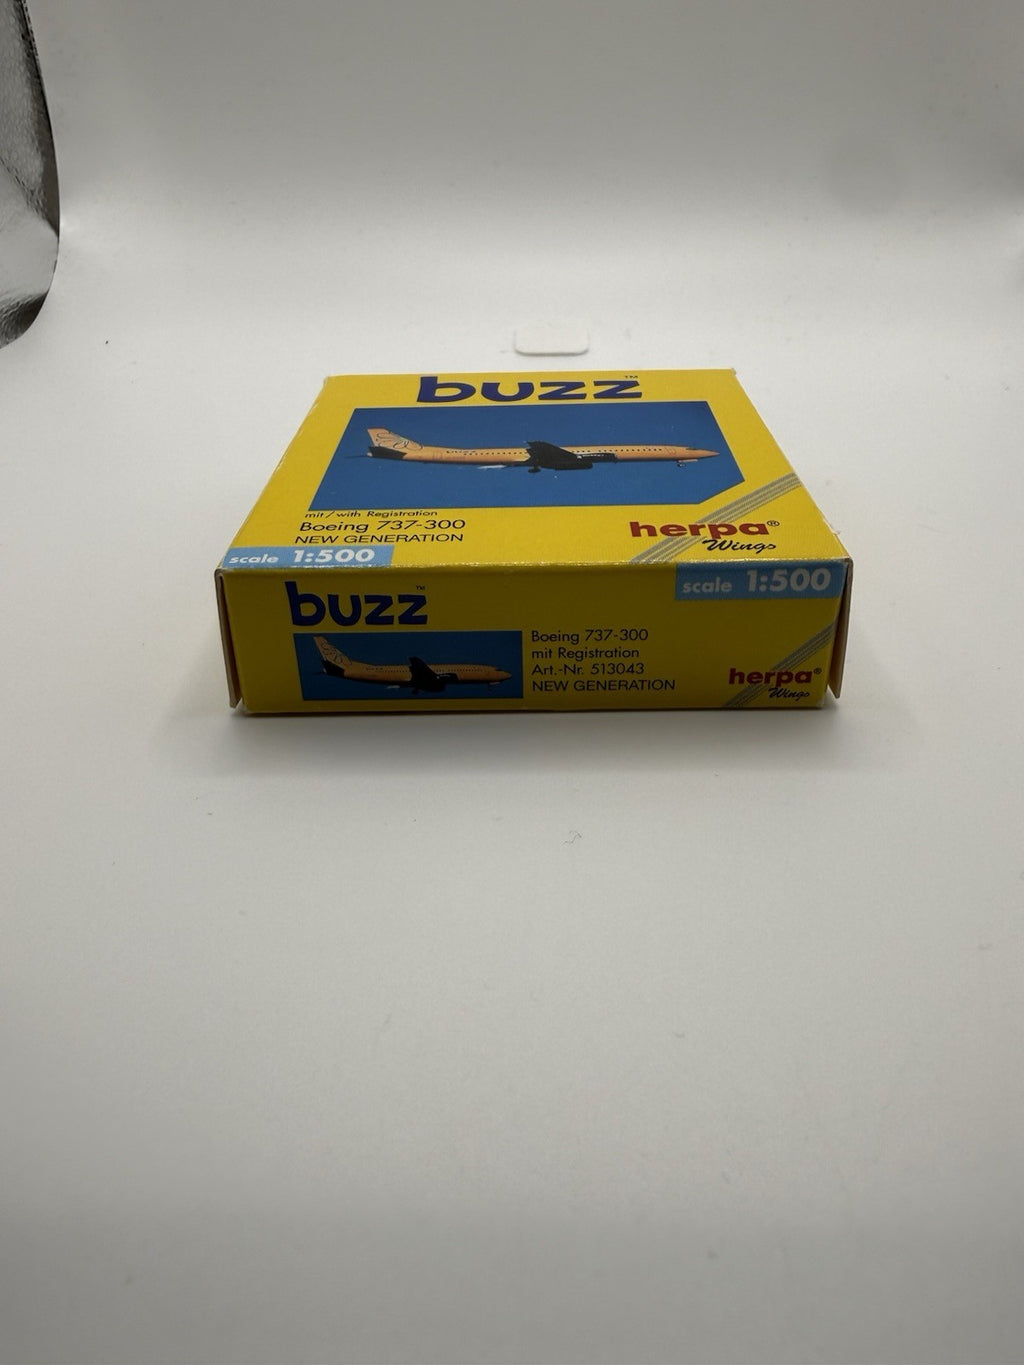 buzz™
mit / with Registration
Boeing 737-300
NEW GENERATION
herpa®
Wings
scale 1:500
scale 1:500
buzz™
Boeing 737-300
mit Registration
Art.-Nr. 513043
NEW GENERATION
herpa®
Wings